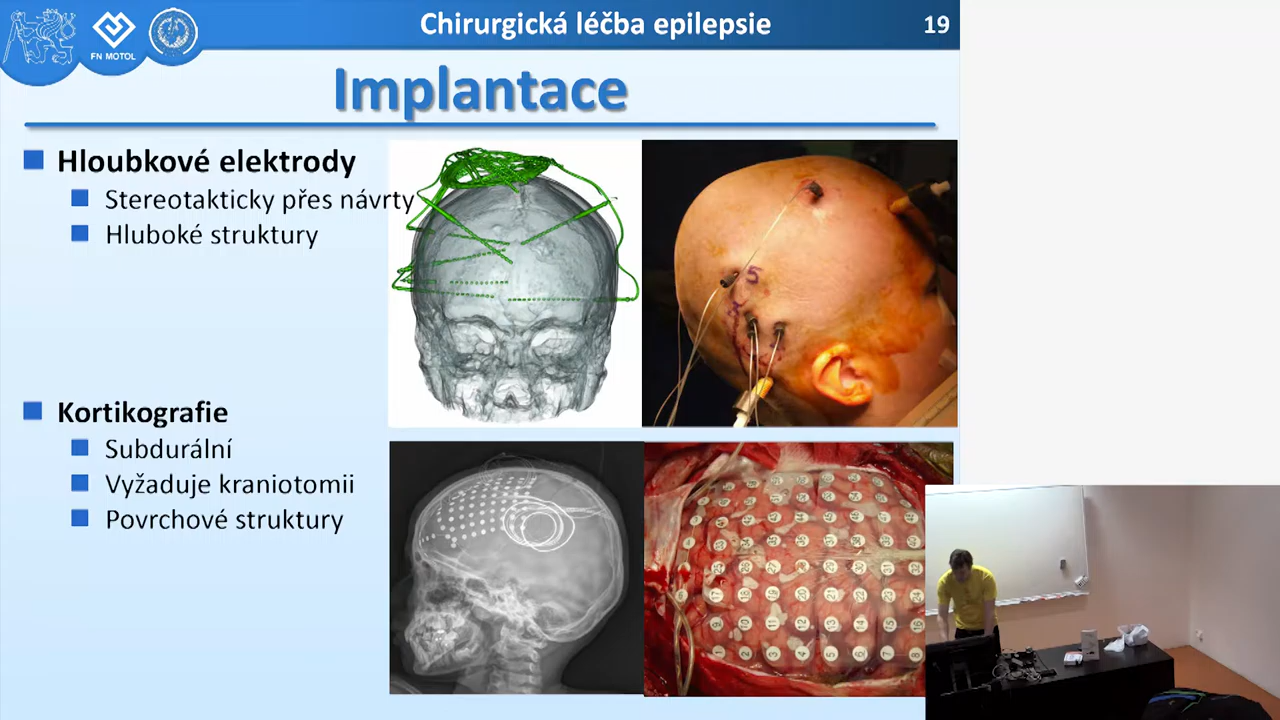 Chirurgická léčba epilepsie
19
FN MOTOL
Implantace
Hloubkové elektrody
Stereotakticky přes návrty
Hluboké struktury
Kortikografie
Subdurální
Vyžaduje kraniotomii
Povrchové struktury